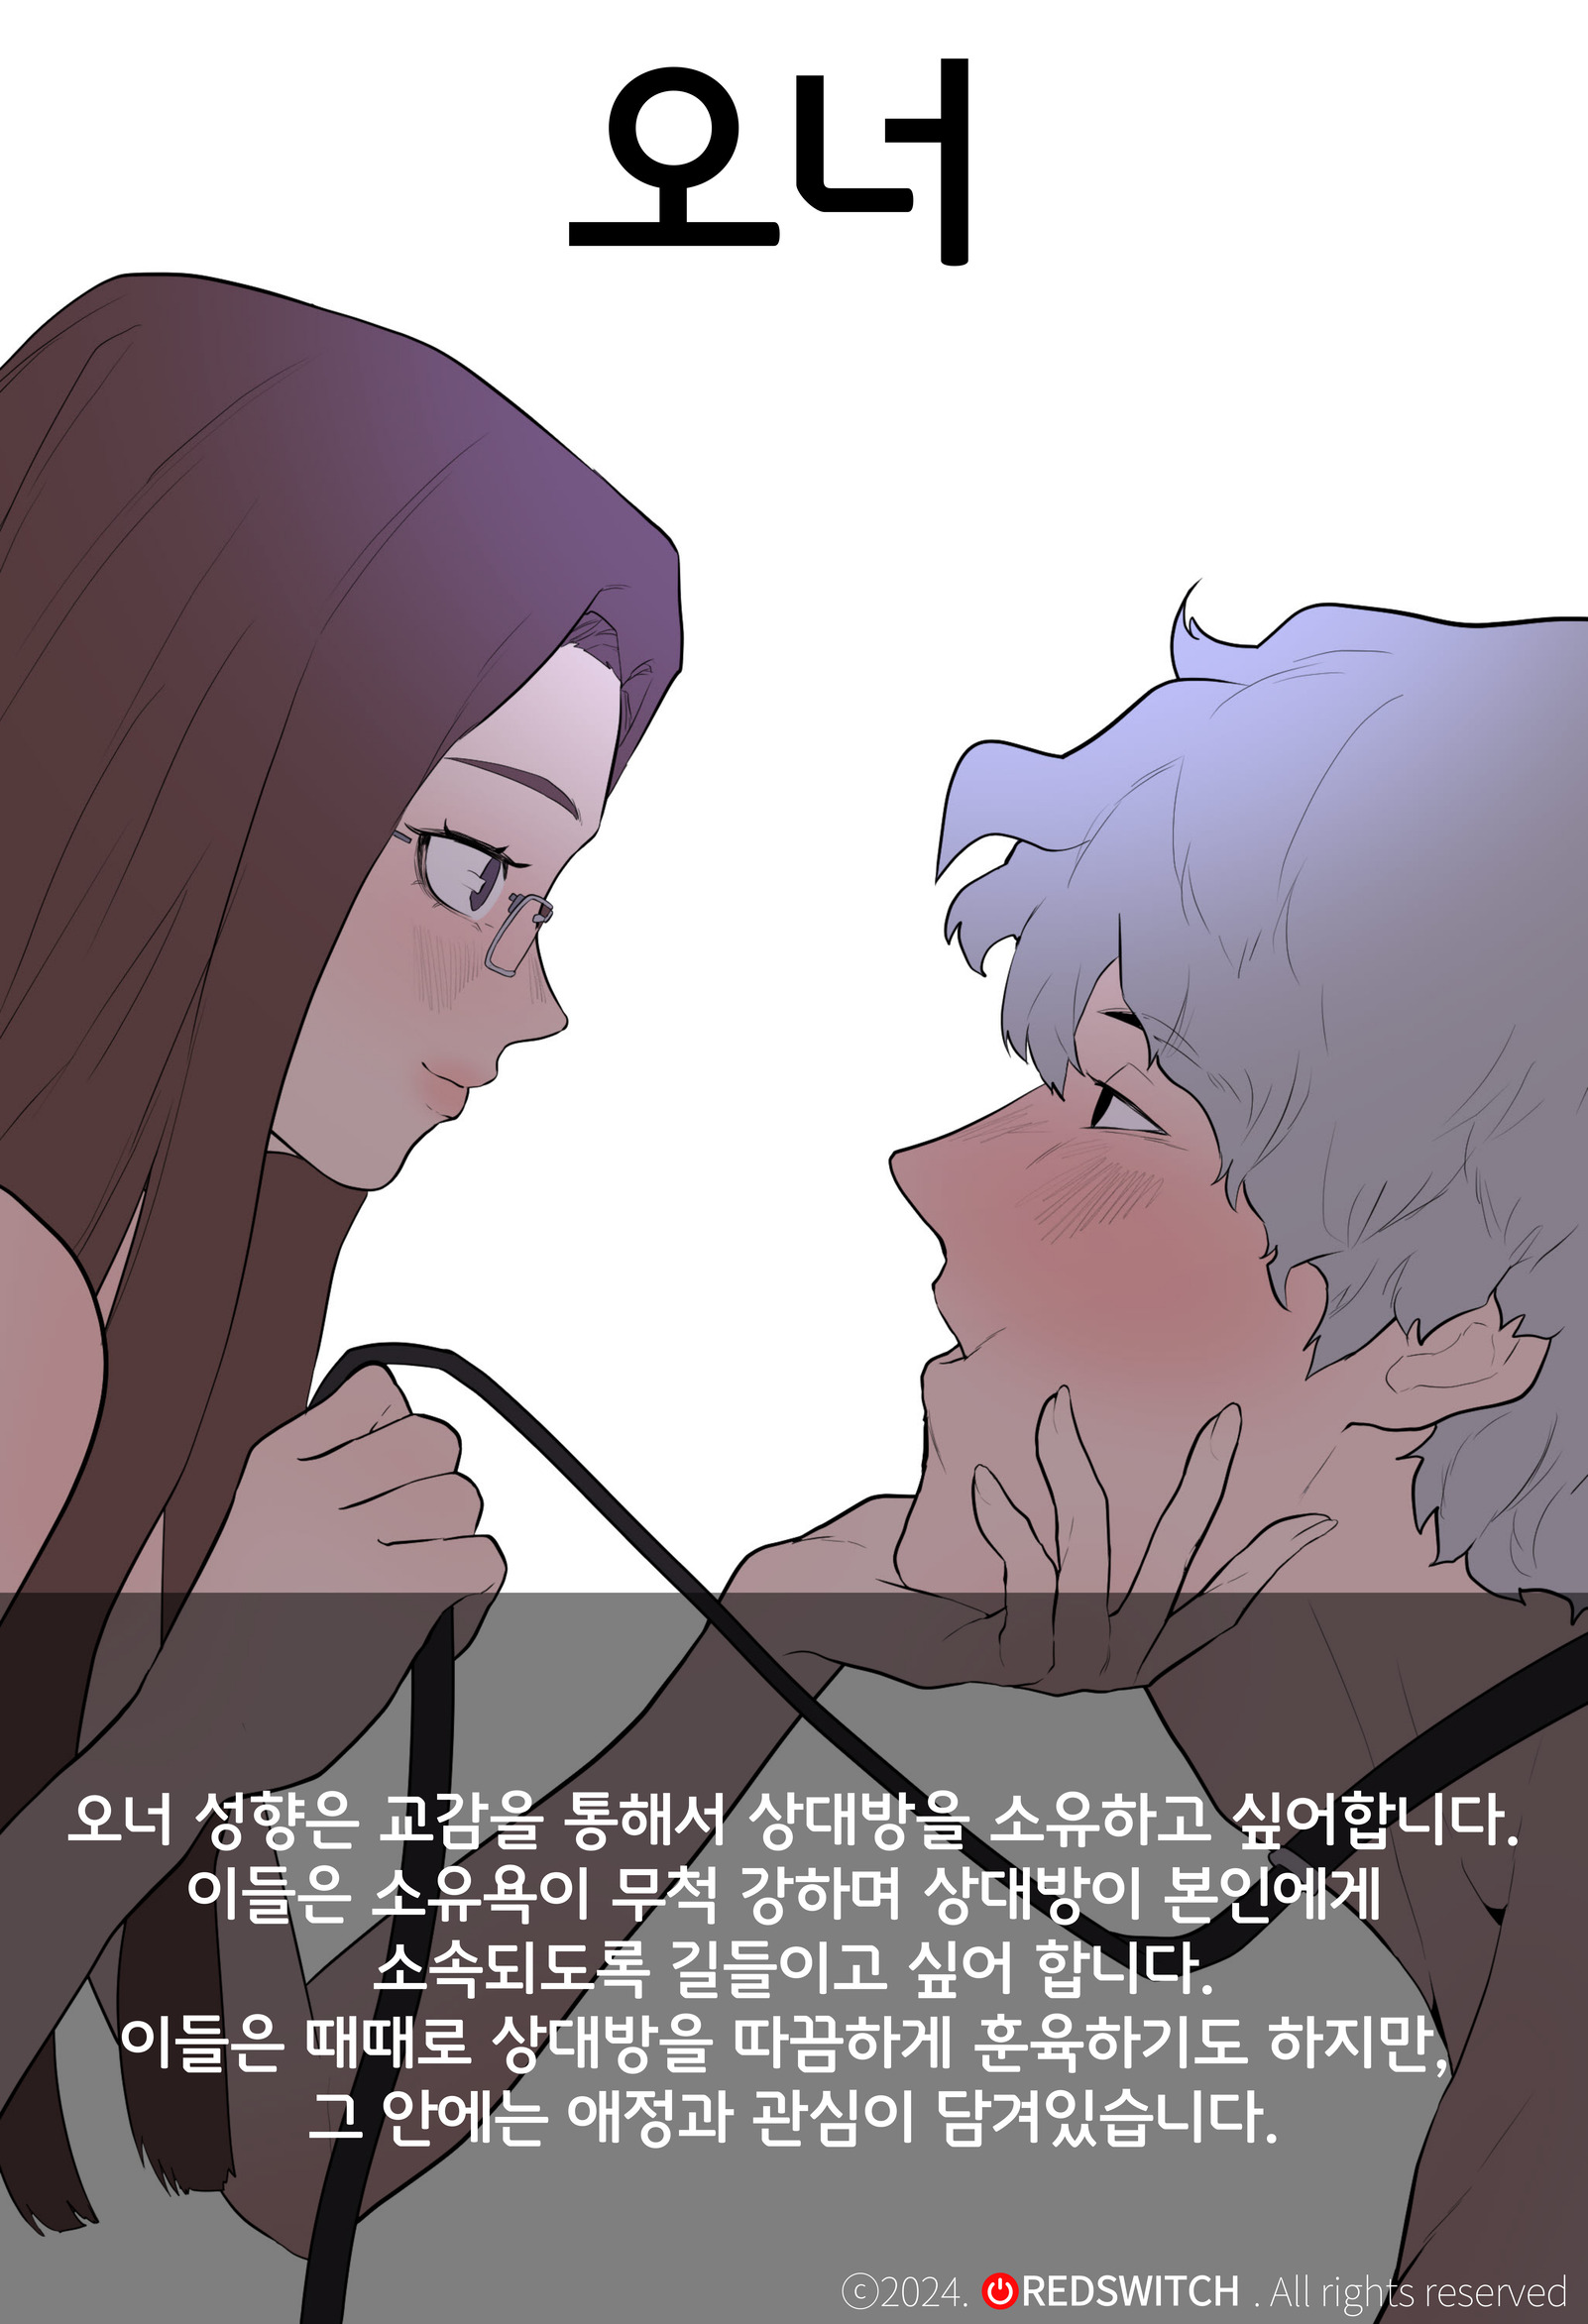 오너
오너 성향은 교감을 통해서 상대방을 소유하고 싶어합니다.
이들은 소유욕이 무척 강하며 상대방이 본인에게
소속되도록 길들이고 싶어 합니다.
이들은 때때로 상대방을 따끔하게 훈육하기도 하지만,
그 안에는 애정과 관심이 담겨있습니다.
©2024. REDSWITCH . All rights reserved